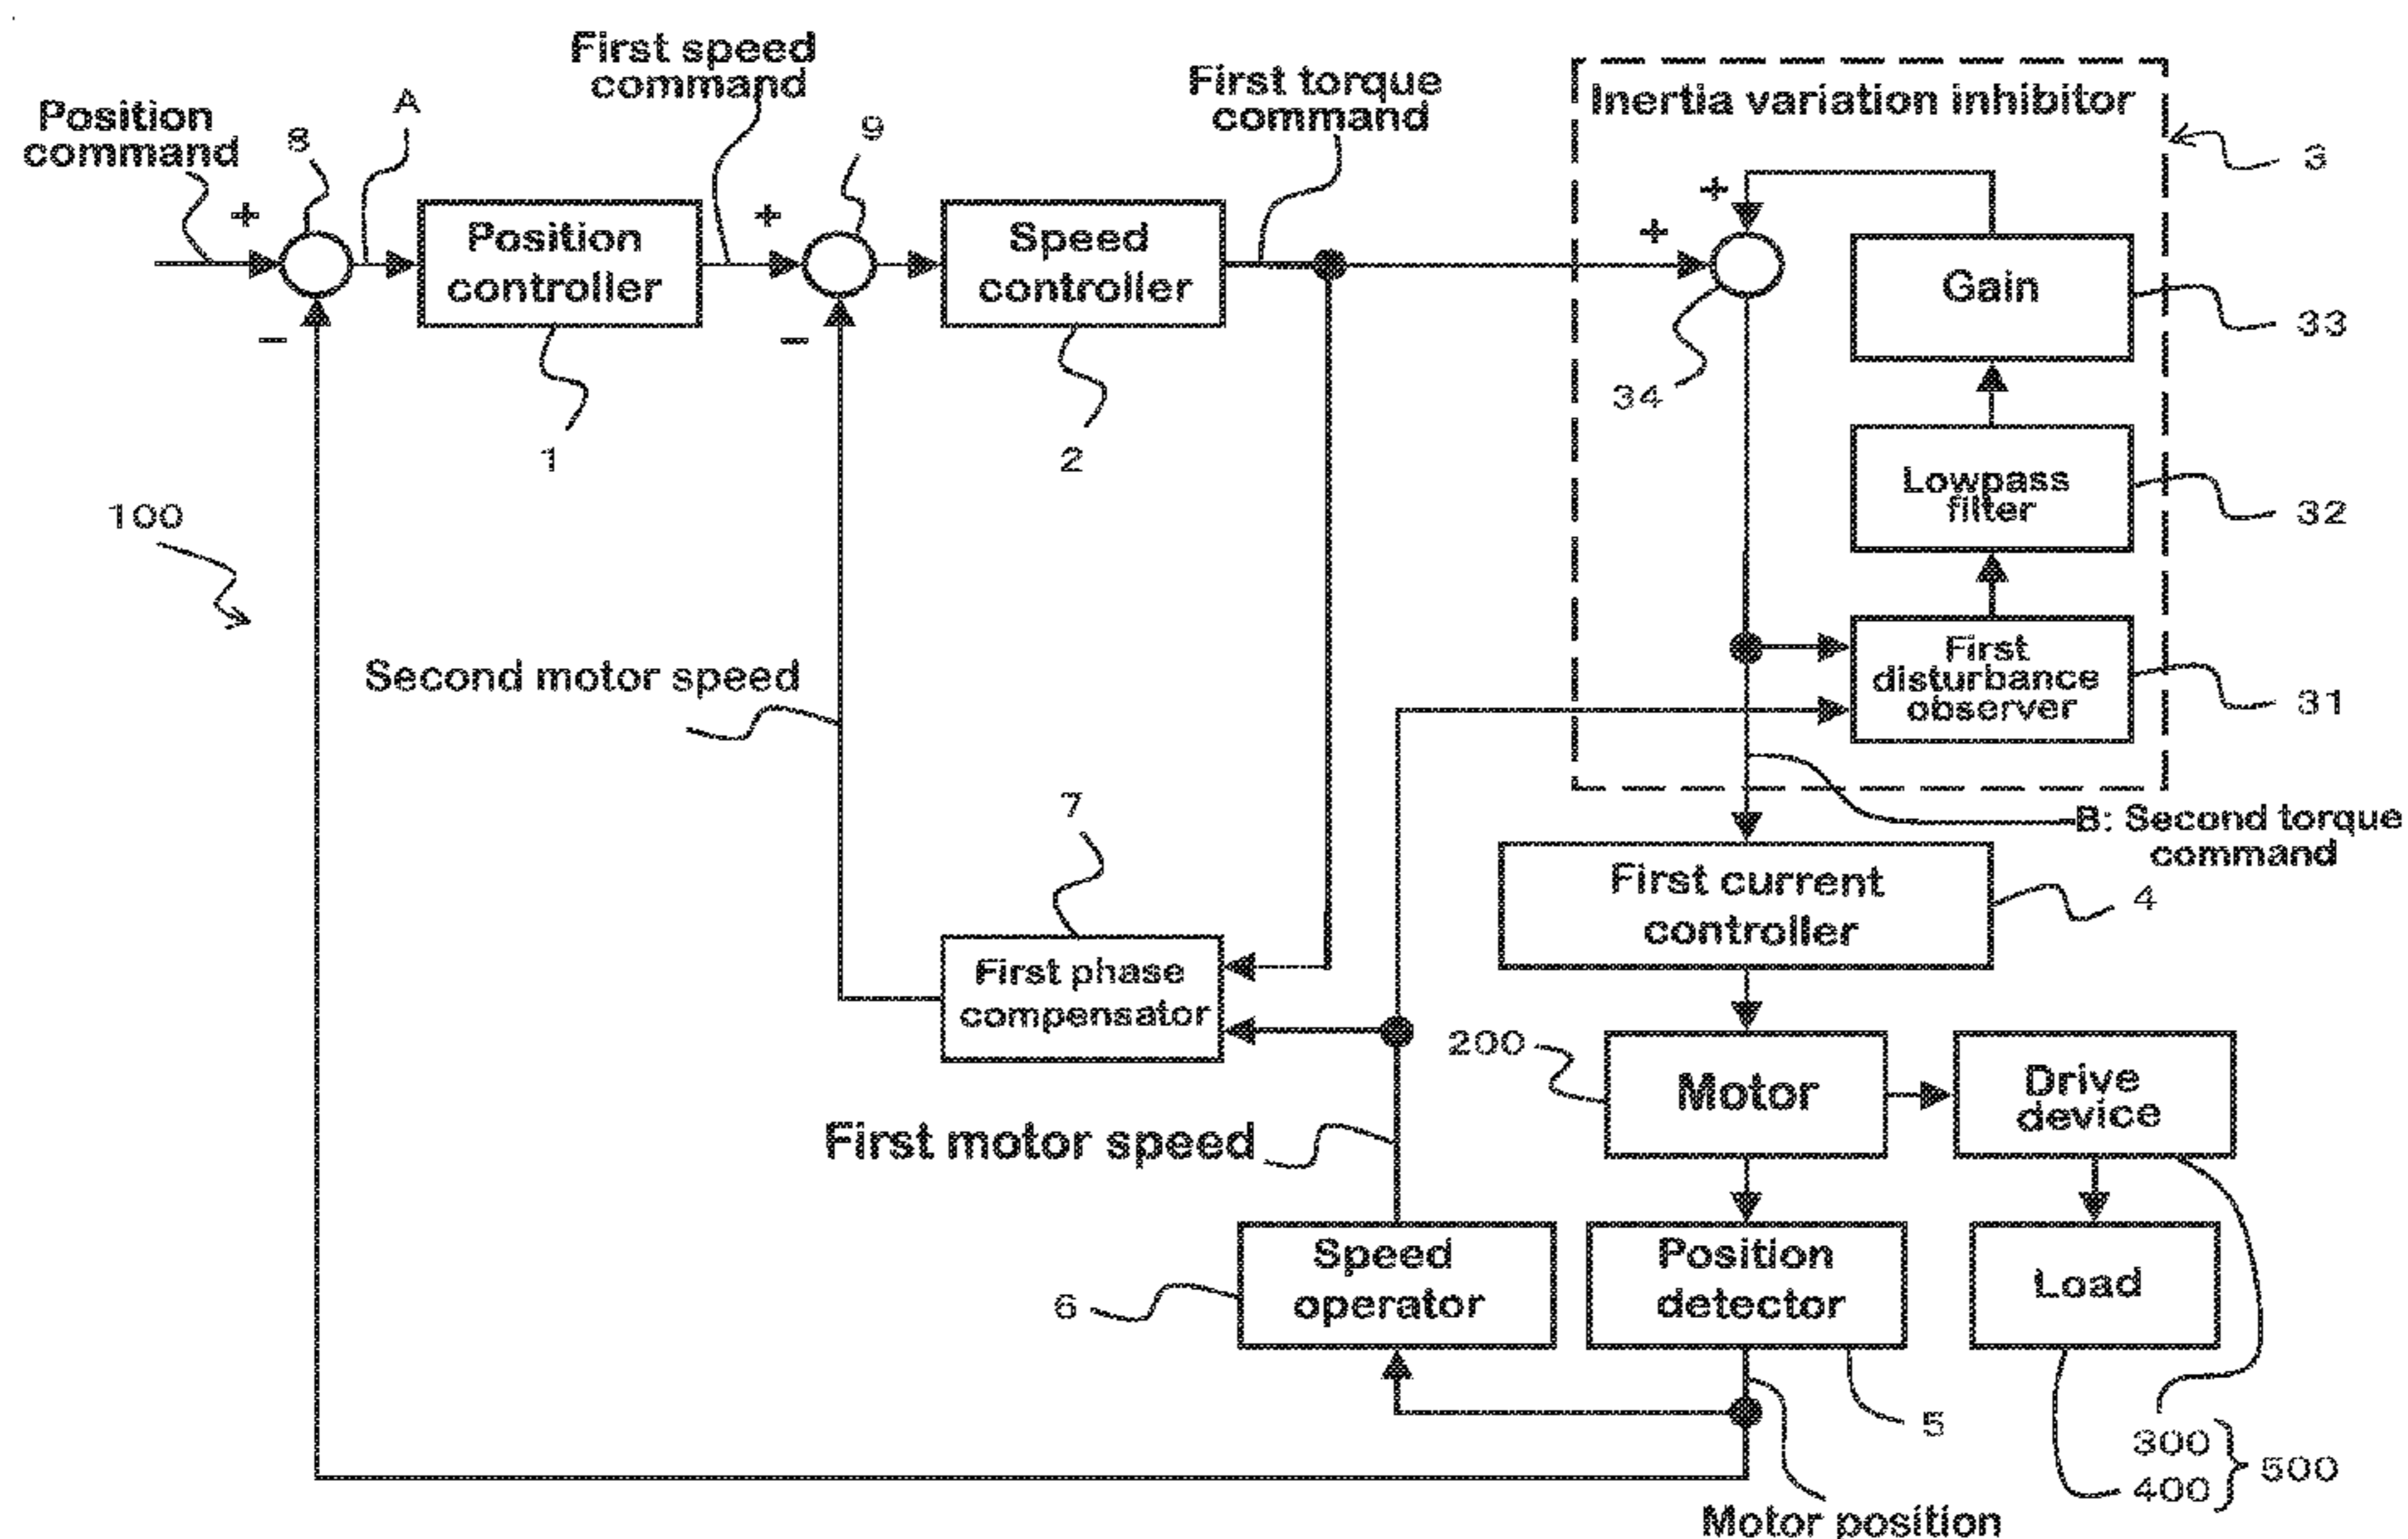 First speed
command
First torque
command
Position
command
A
8
9
Inertia variation inhibitor
3
+
+
+
+
Position
controller
Speed
controller
Gain
−
−
33
34
1
2
Lowpass
filter
32
100
First
disturbance
observer
31
Second motor speed
7
B: Second torque
command
First current
controller
4
First phase
compensator
200
Motor
Drive
device
First motor speed
Speed
operator
6
Position
detector
Load
5
300
400
500
Motor position